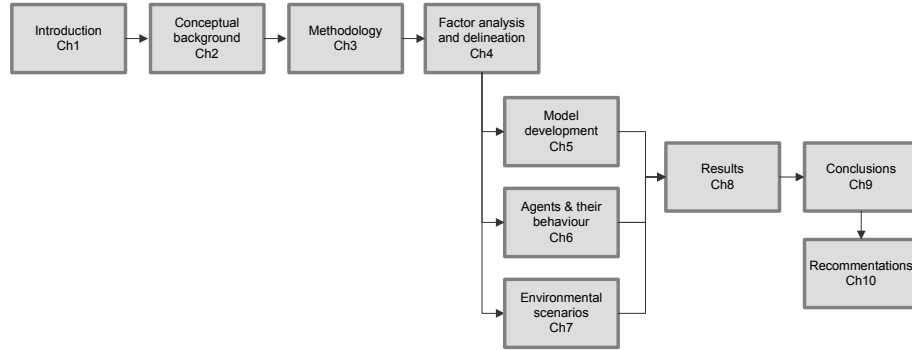 Introduction
Ch1
Conceptual
background
Ch2
Methodology
Ch3
Factor analysis
and delineation
Ch4
Model
development
Ch5
Agents & their
behaviour
Ch6
Environmental
scenarios
Ch7
Results
Ch8
Conclusions
Ch9
Recommentations
Ch10